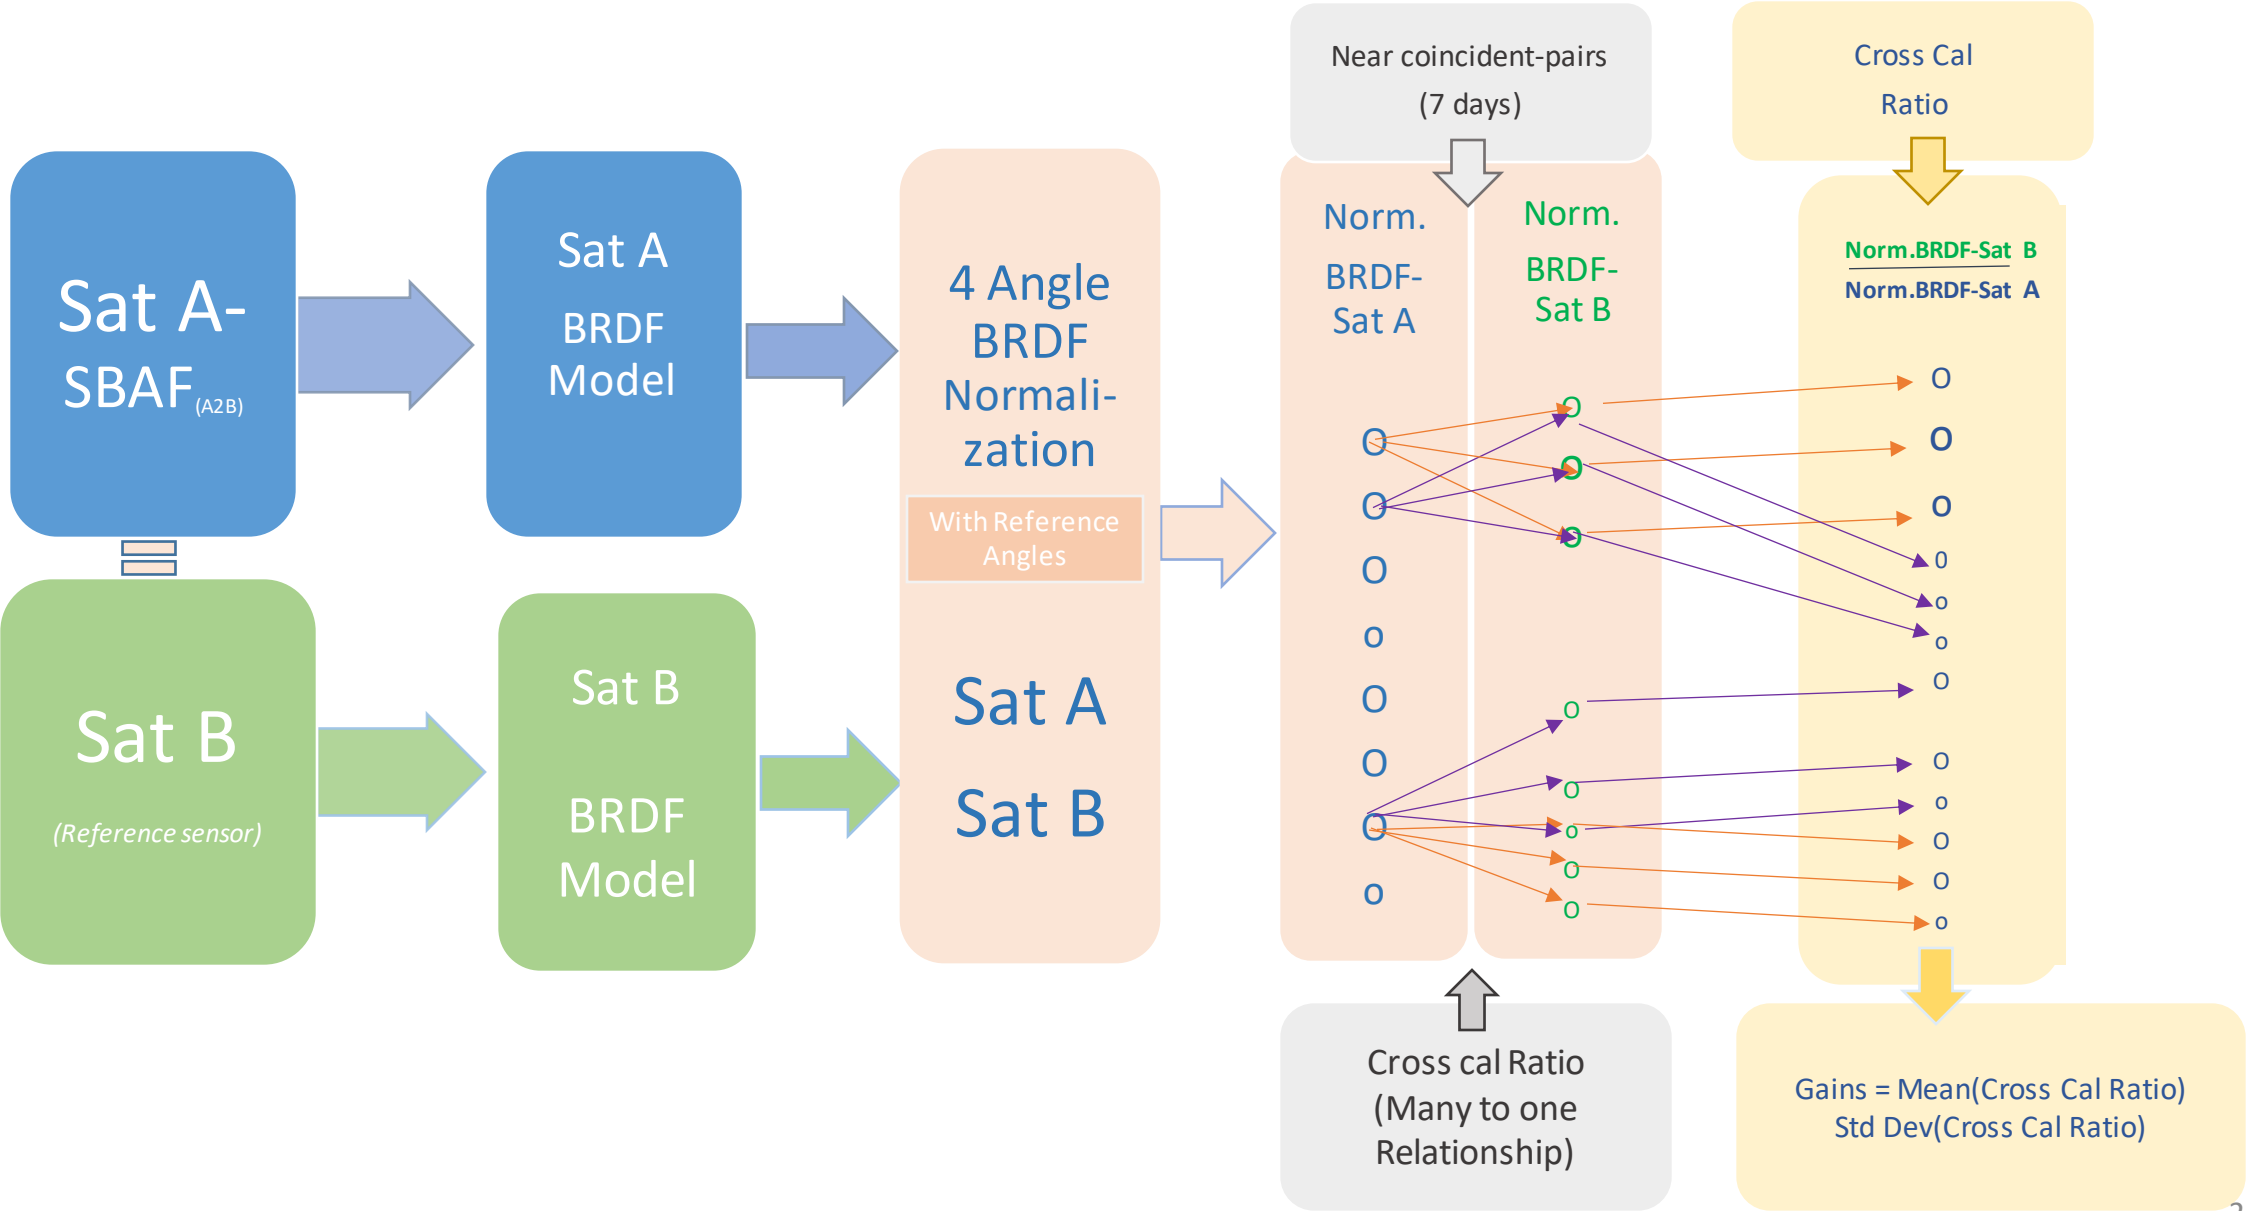 Sat A-
SBAF(A2B)
Sat B
(Reference sensor)
Sat A
BRDF
Model
Sat B
BRDF
Model
4 Angle
BRDF
Normali-
zation
With Reference
Angles
Sat A
Sat B
Near coincident-pairs
(7 days)
Norm.
BRDF-
Sat A
O
O
O
o
O
O
O
o
Norm.
BRDF-
Sat B
O
O
O
O
O
o
O
O
Cross cal Ratio
(Many to one
Relationship)
Cross Cal
Ratio
Norm.BRDF-Sat B
Norm.BRDF-Sat A
O
O
O
0
o
o
O
O
o
O
O
o
Gains = Mean(Cross Cal Ratio)
Std Dev(Cross Cal Ratio)